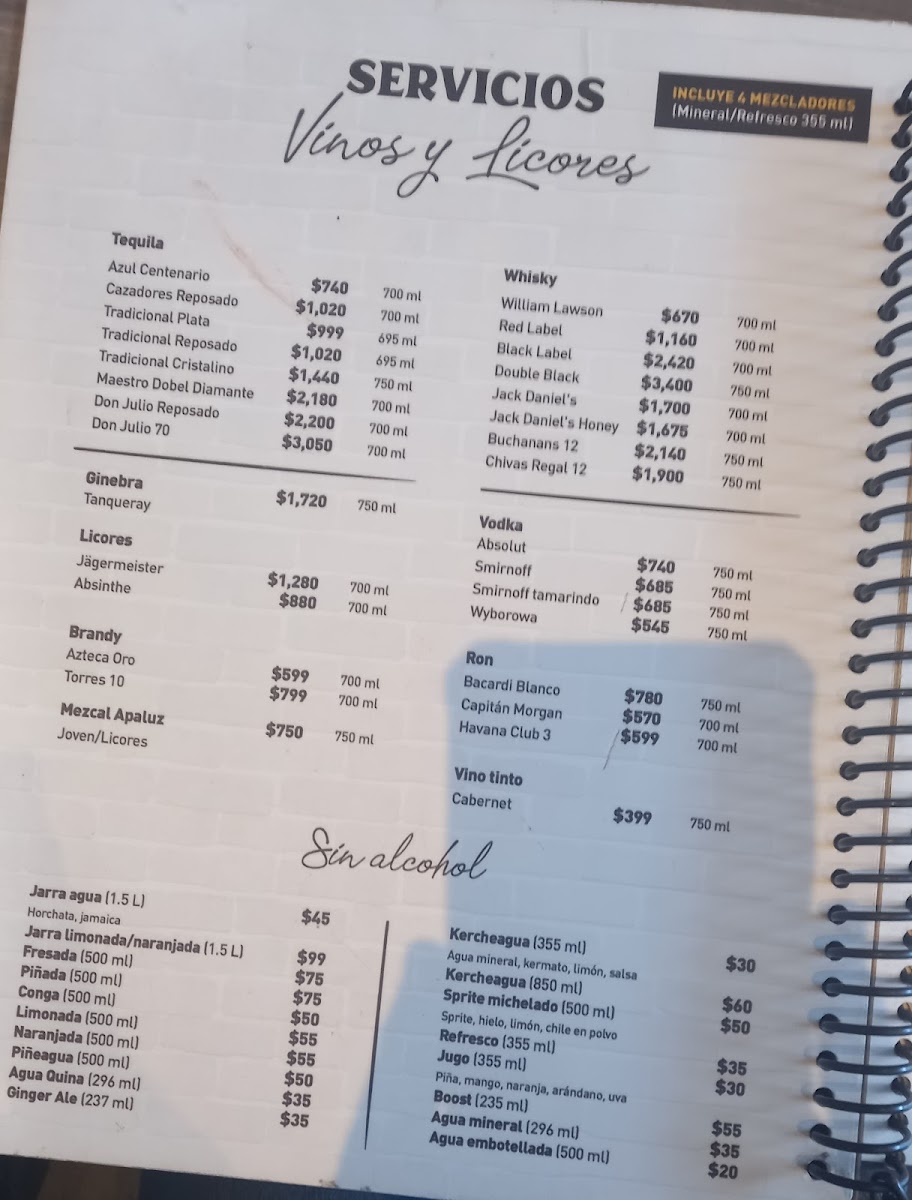 SERVICIOS
Vinos y Licores
INCLUYE 4 MEZCLADORES
(Mineral/Refresco 355 ml)
Tequila
Azul Centenario $740 700 ml
Cazadores Reposado $1,020 700 ml
Tradicional Plata $999 695 ml
Tradicional Reposado $1,020 695 ml
Tradicional Cristalino $1,440 750 ml
Maestro Dobel Diamante $2,180 700 ml
Don Julio Reposado $2,200 700 ml
Don Julio 70 $3,050 700 ml
Ginebra
Tanqueray $1,720 750 ml
Licores
Jägermeister $1,280 700 ml
Absinthe $880 700 ml
Brandy
Azteca Oro $599 700 ml
Torres 10 $799 700 ml
Mezcal Apaluz
Joven/Licores $750 750 ml
Whisky
William Lawson $670 700 ml
Red Label $1,160 700 ml
Black Label $2,420 700 ml
Double Black $3,400 750 ml
Jack Daniel's $1,700 700 ml
Jack Daniel's Honey $1,675 700 ml
Buchanans 12 $2,140 750 ml
Chivas Regal 12 $1,900 750 ml
Vodka
Absolut $740 750 ml
Smirnoff $685 750 ml
Smirnoff tamarindo $685 750 ml
Wyborowa $545 750 ml
Ron
Bacardi Blanco $780 750 ml
Capitán Morgan $570 700 ml
Havana Club 3 $599 700 ml
Vino tinto
Cabernet $399 750 ml
Sin alcohol
Jarra agua (1.5 L) $45
Horchata, jamaica
Jarra limonada/naranjada (1.5 L) $99
Fresada (500 ml) $75
Piñada (500 ml) $75
Conga (500 ml) $50
Limonada (500 ml) $55
Naranjada (500 ml) $55
Piñeagua (500 ml) $50
Agua Quina (296 ml) $35
Ginger Ale (237 ml) $35
Kercheagua (355 ml) $30
Agua mineral, kermato, limón, salsa
Kercheagua (850 ml) $60
Sprite michelado (500 ml) $50
Sprite, hielo, limón, chile en polvo
Refresco (355 ml) $35
Jugo (355 ml) $30
Piña, mango, naranja, arándano, uva
Boost (235 ml) $55
Agua mineral (296 ml) $35
Agua embotellada (500 ml) $20